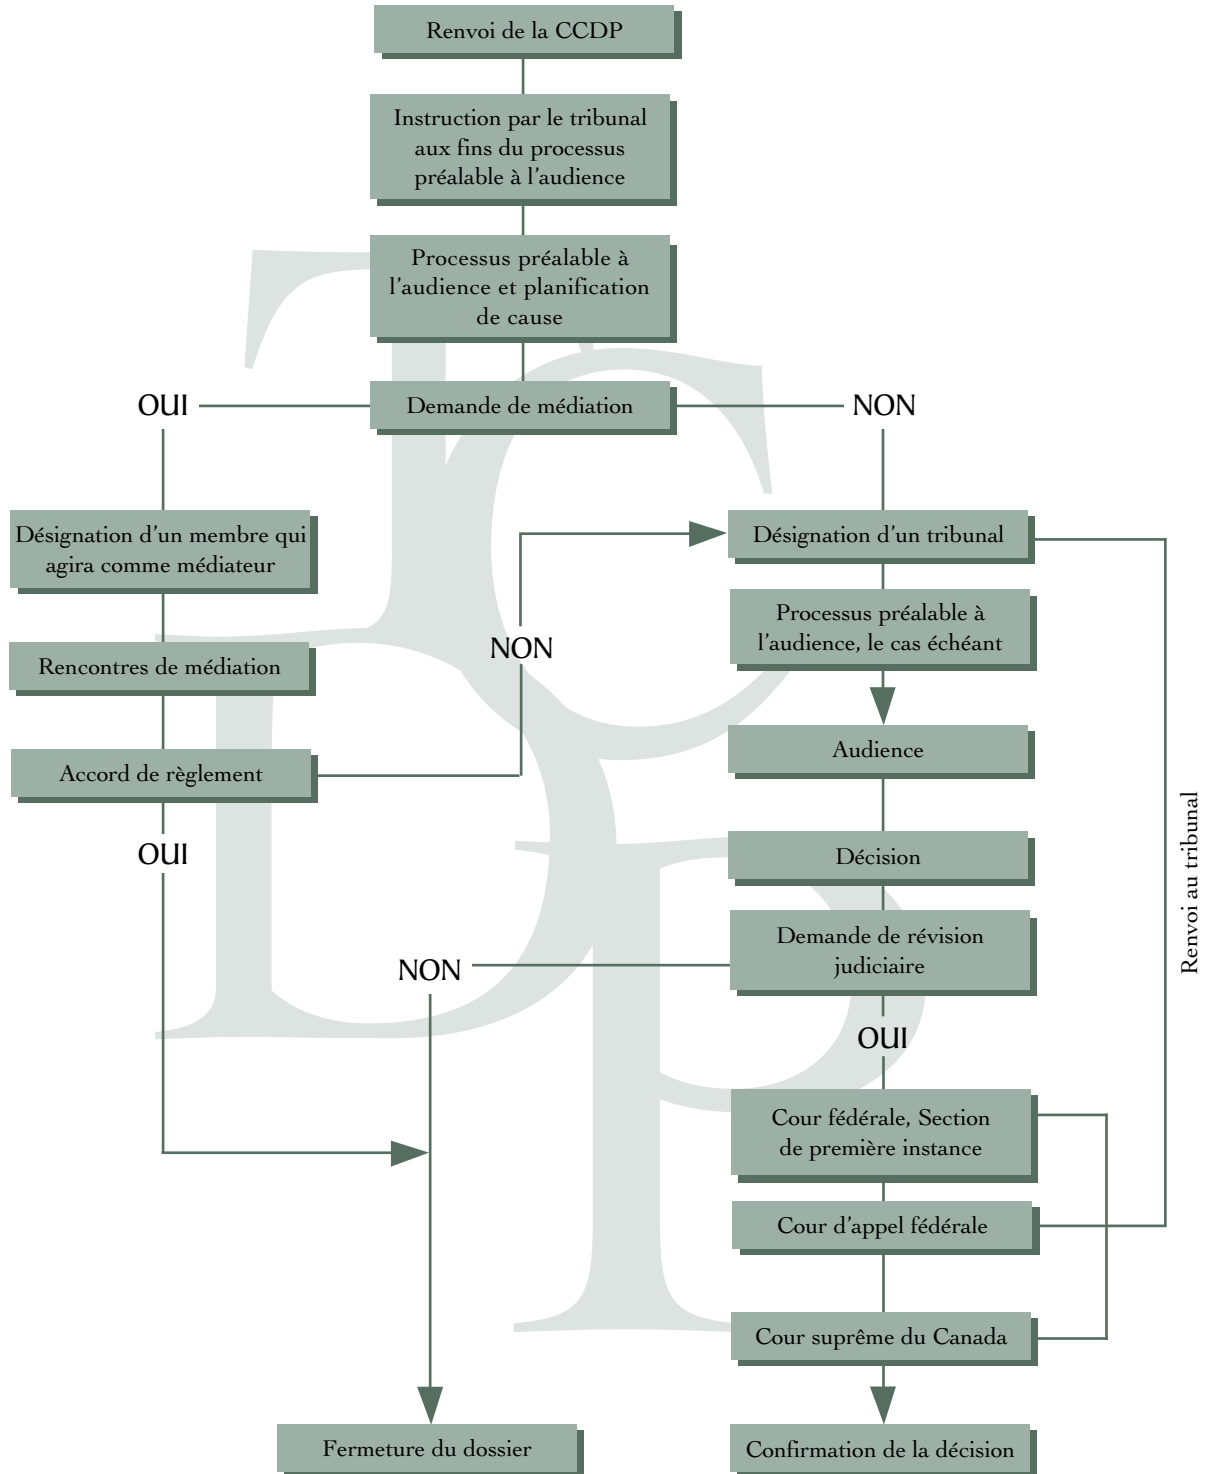 Renvoi de la CCDP
Instruction par le tribunal
aux fins du processus
préalable à l'audience
Processus préalable à
l'audience et planification
de cause
OUI
Demande de médiation
NON
Désignation d'un membre qui
agira comme médiateur
Désignation d'un tribunal
Processus préalable à
l'audience, le cas échéant
NON
Rencontres de médiation
Audience
Accord de règlement
OUI
Décision
Renvoi au tribunal
Demande de révision
judiciaire
NON
OUI
Cour fédérale, Section
de première instance
Cour d'appel fédérale
Cour suprême du Canada
Fermeture du dossier
Confirmation de la décision
TCDP